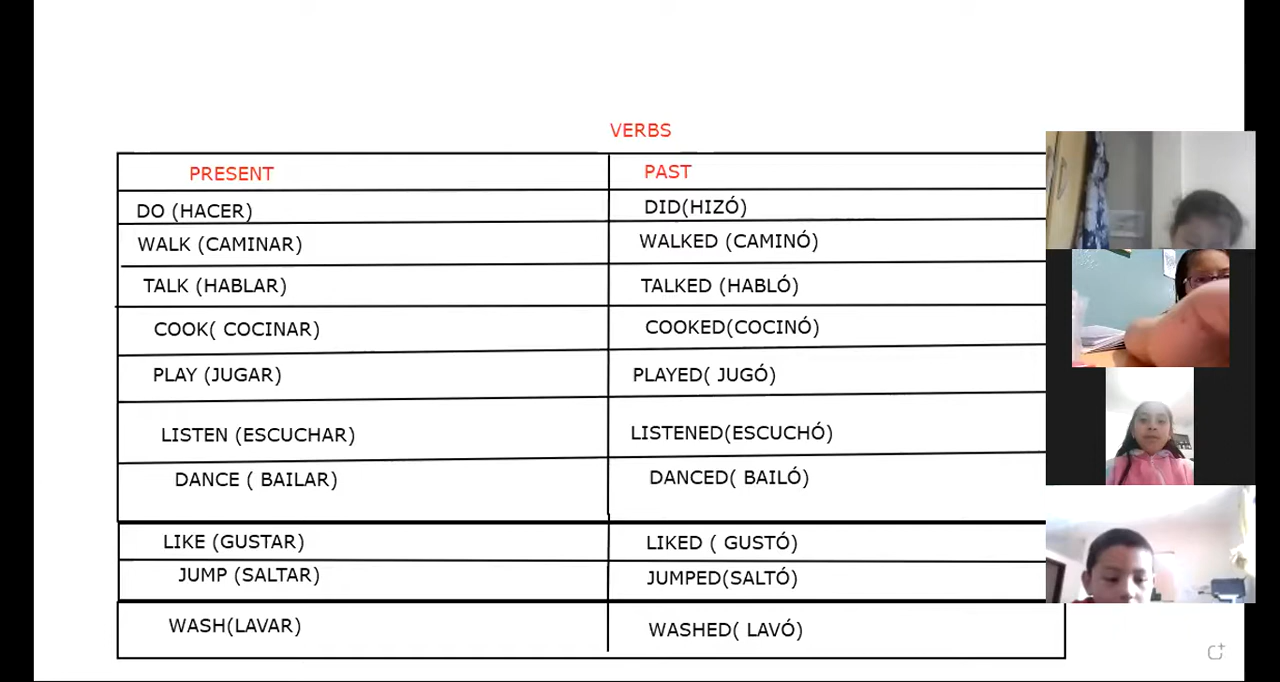 VERBS
PRESENT PAST
DO (HACER) DID(HIZÓ)
WALK (CAMINAR) WALKED (CAMINÓ)
TALK (HABLAR) TALKED (HABLÓ)
COOK( COCINAR) COOKED(COCINÓ)
PLAY (JUGAR) PLAYED( JUGÓ)
LISTEN (ESCUCHAR) LISTENED(ESCUCHÓ)
DANCE ( BAILAR) DANCED( BAILÓ)
LIKE (GUSTAR) LIKED ( GUSTÓ)
JUMP (SALTAR) JUMPED(SALTÓ)
WASH(LAVAR) WASHED( LAVÓ)